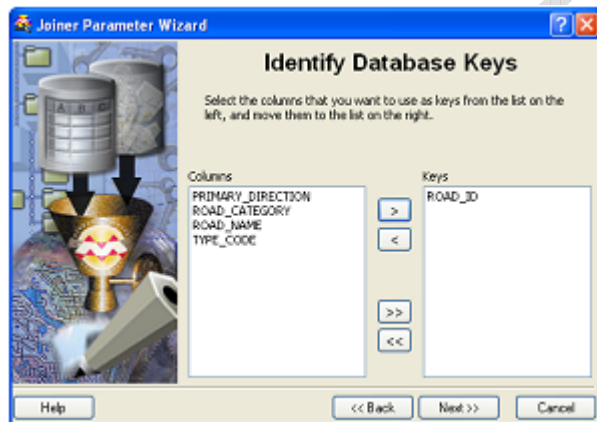 Joiner Parameter Wizard
Identify Database Keys
Select the columns that you want to use as keys from the list on the
left, and move them to the list on the right.
Columns
Keys
PRIMARY_DIRECTION
ROAD_CATEGORY
ROAD_NAME
TYPE_CODE
ROAD_ID
>
<
>>
<<
A B C
Help
<< Back
Next >>
Cancel